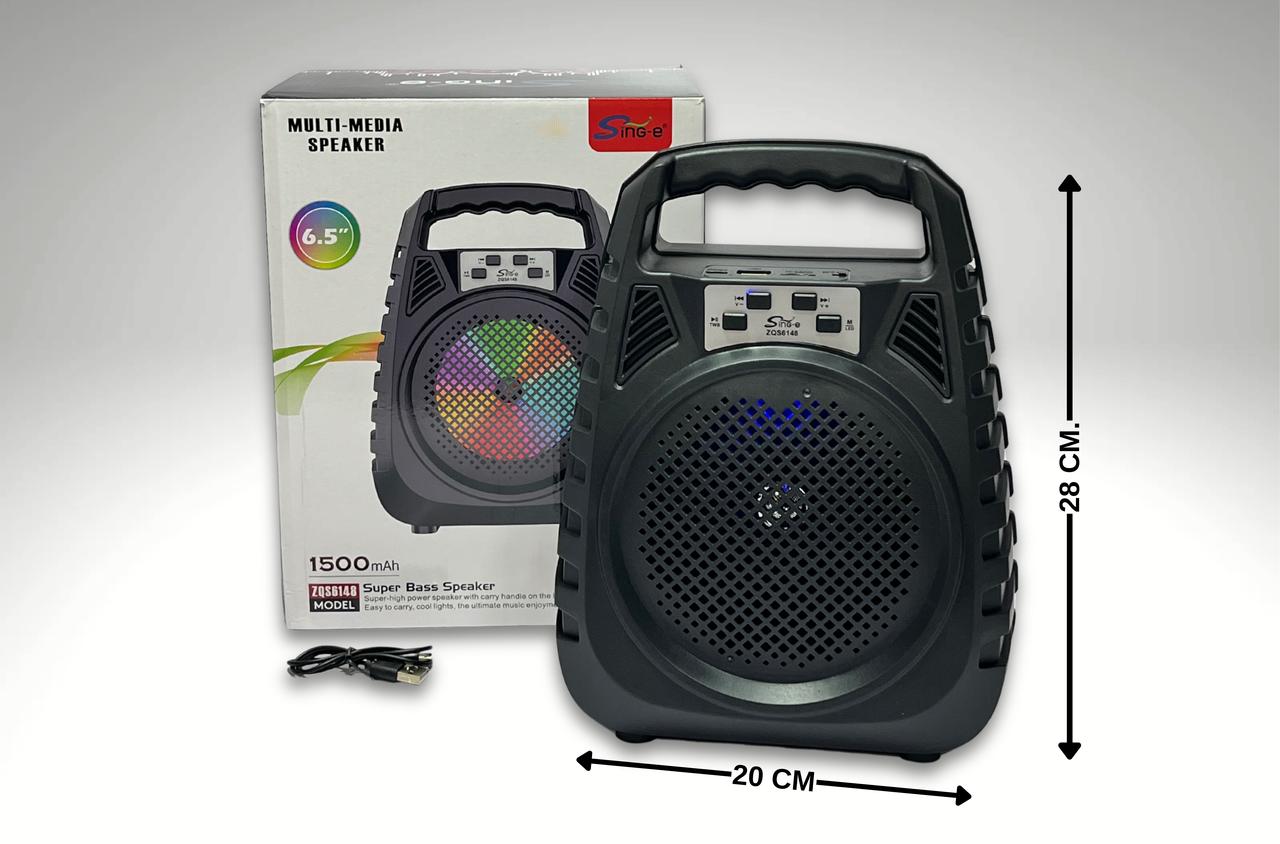 MULTI-MEDIA
SPEAKER
Sing-e®
6.5”
Sing-e
ZQS6148
1500mAh
ZQS6148
MODEL
Super Bass Speaker
Super-high power speaker with carry handle on the
Easy to carry, cool lights, the ultimate music enjoyme
V-
V+
TWS
M
LED
Sing-e
ZQS6148
28 CM.
20 CM